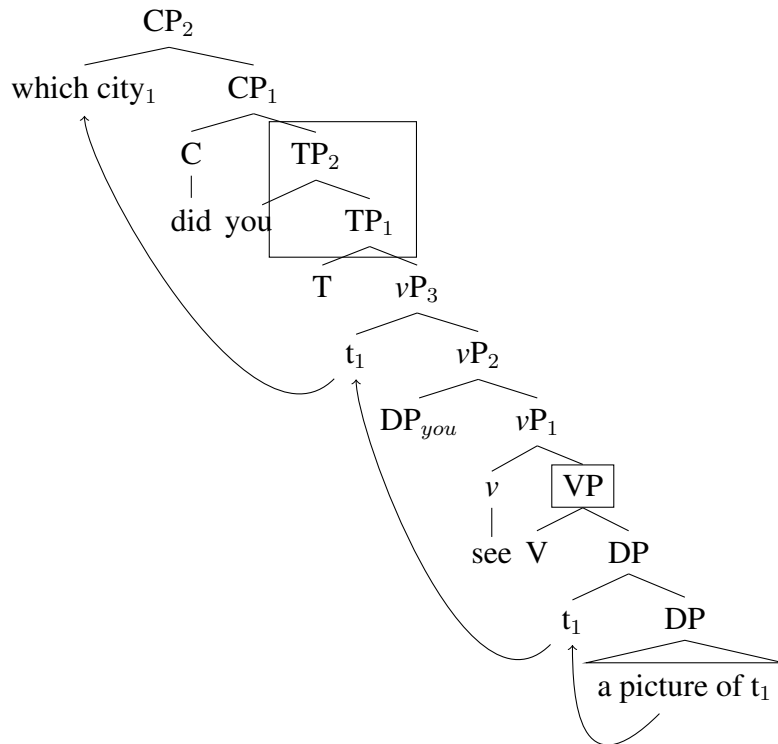 CP₂
which city₁ CP₁
C TP₂
did you TP₁
T vP₃
t₁ vP₂
DP_you vP₁
v VP
see V DP
t₁ DP
a picture of t₁